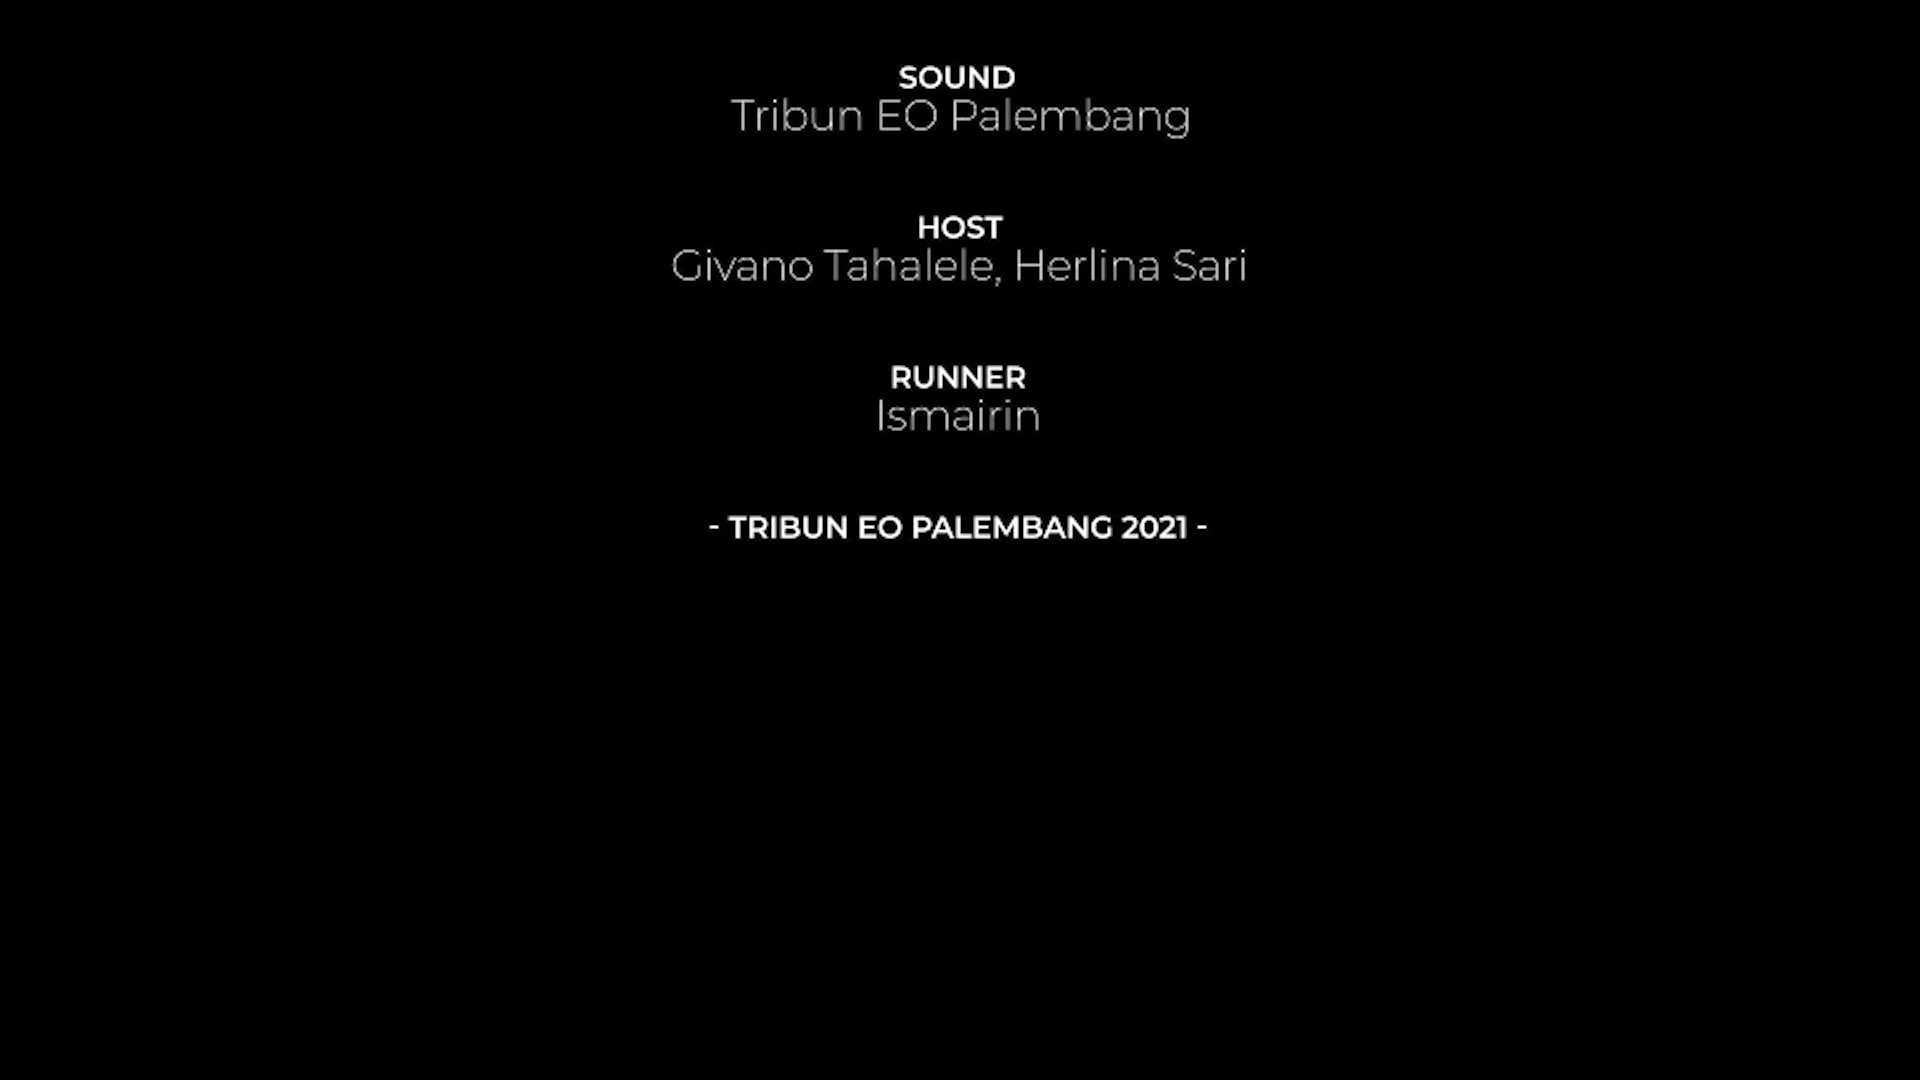 SOUND
Tribun EO Palembang
HOST
Givano Tahalele, Herlina Sari
RUNNER
Ismairin
- TRIBUN EO PALEMBANG 2021 -